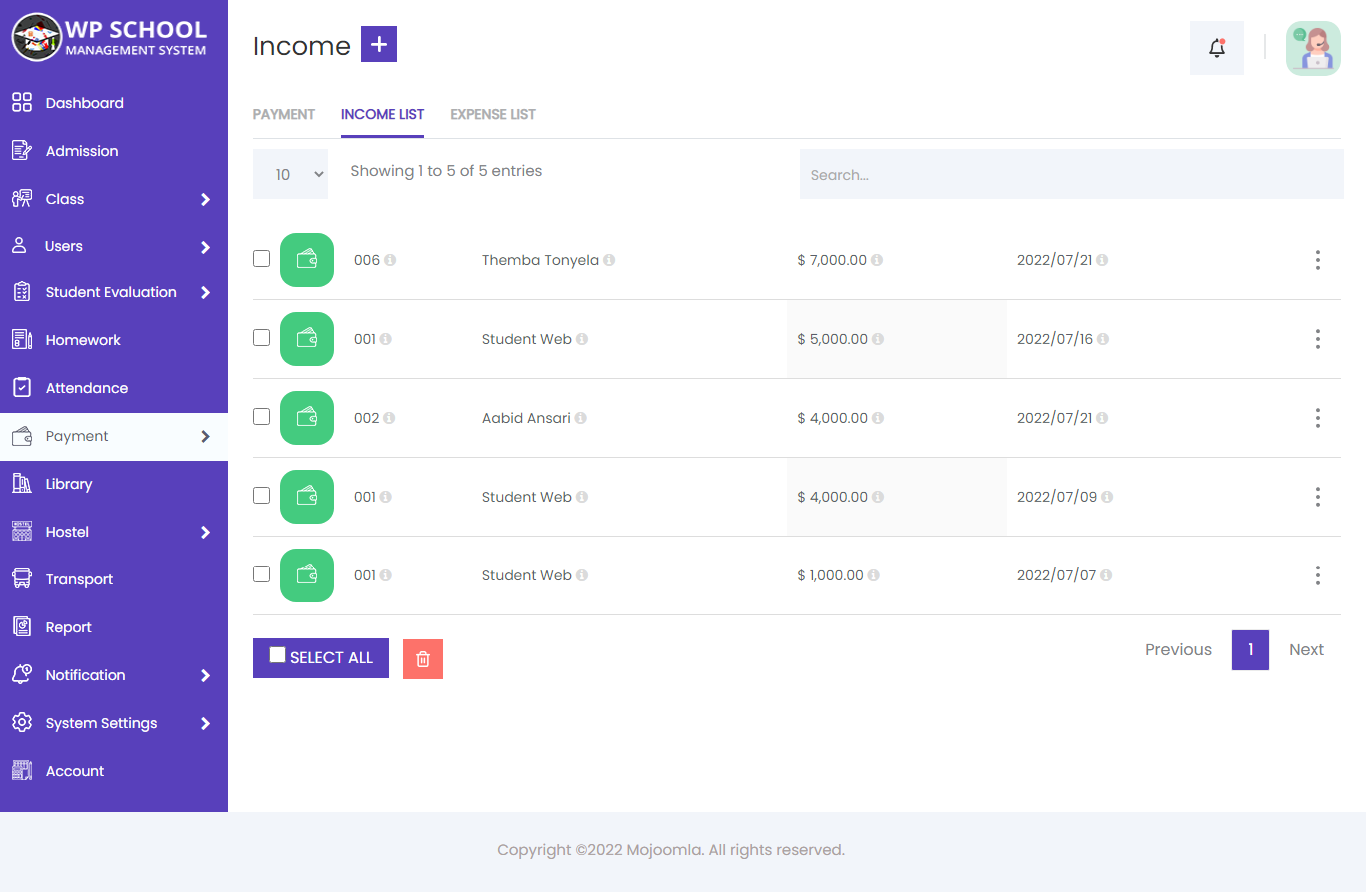 WP SCHOOL
MANAGEMENT SYSTEM
Dashboard
Admission
Class
Users
Student Evaluation
Homework
Attendance
Payment
Library
HOSTEL
Hostel
Transport
Report
Notification
System Settings
Account
Income +
PAYMENT INCOME LIST EXPENSE LIST
10 Showing 1 to 5 of 5 entries Search...
006 Themba Tonyela $ 7,000.00 2022/07/21
001 Student Web $ 5,000.00 2022/07/16
002 Aabid Ansari $ 4,000.00 2022/07/21
001 Student Web $ 4,000.00 2022/07/09
001 Student Web $ 1,000.00 2022/07/07
SELECT ALL Previous 1 Next
Copyright ©2022 Mojoomla. All rights reserved.